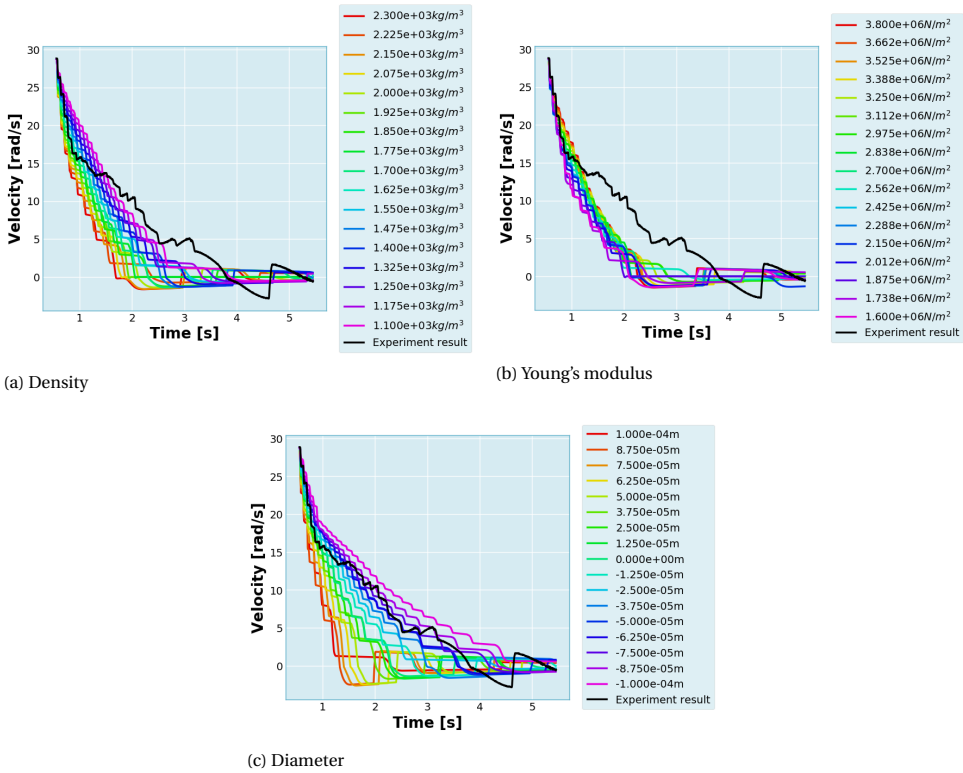 30
25
20
15
10
5
0
Velocity [rad/s]
1
2
3
4
5
Time [s]
2.300e+03kg/m³
2.225e+03kg/m³
2.150e+03kg/m³
2.075e+03kg/m³
2.000e+03kg/m³
1.925e+03kg/m³
1.850e+03kg/m³
1.775e+03kg/m³
1.700e+03kg/m³
1.625e+03kg/m³
1.550e+03kg/m³
1.475e+03kg/m³
1.400e+03kg/m³
1.325e+03kg/m³
1.250e+03kg/m³
1.175e+03kg/m³
1.100e+03kg/m³
Experiment result
(a) Density
30
25
20
15
10
5
0
Velocity [rad/s]
1
2
3
4
5
Time [s]
3.800e+06N/m²
3.662e+06N/m²
3.525e+06N/m²
3.388e+06N/m²
3.250e+06N/m²
3.112e+06N/m²
2.975e+06N/m²
2.838e+06N/m²
2.700e+06N/m²
2.562e+06N/m²
2.425e+06N/m²
2.288e+06N/m²
2.150e+06N/m²
2.012e+06N/m²
1.875e+06N/m²
1.738e+06N/m²
1.600e+06N/m²
Experiment result
(b) Young's modulus
30
25
20
15
10
5
0
Velocity [rad/s]
1
2
3
4
5
Time [s]
1.000e-04m
8.750e-05m
7.500e-05m
6.250e-05m
5.000e-05m
3.750e-05m
2.500e-05m
1.250e-05m
0.000e+00m
-1.250e-05m
-2.500e-05m
-3.750e-05m
-5.000e-05m
-6.250e-05m
-7.500e-05m
-8.750e-05m
-1.000e-04m
Experiment result
(c) Diameter